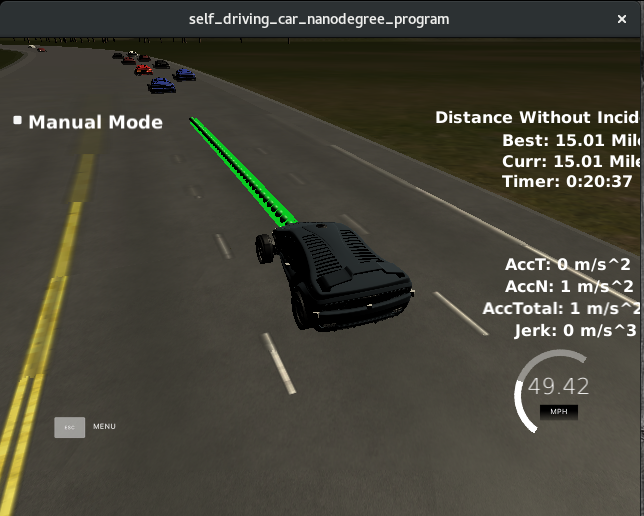 self_driving_car_nanodegree_program
Manual Mode
Distance Without Incid
Best: 15.01 Mile
Curr: 15.01 Mile
Timer: 0:20:37
AccT: 0 m/s^2
AccN: 1 m/s^2
AccTotal: 1 m/s^2
Jerk: 0 m/s^3
49.42
MPH
ESC MENU